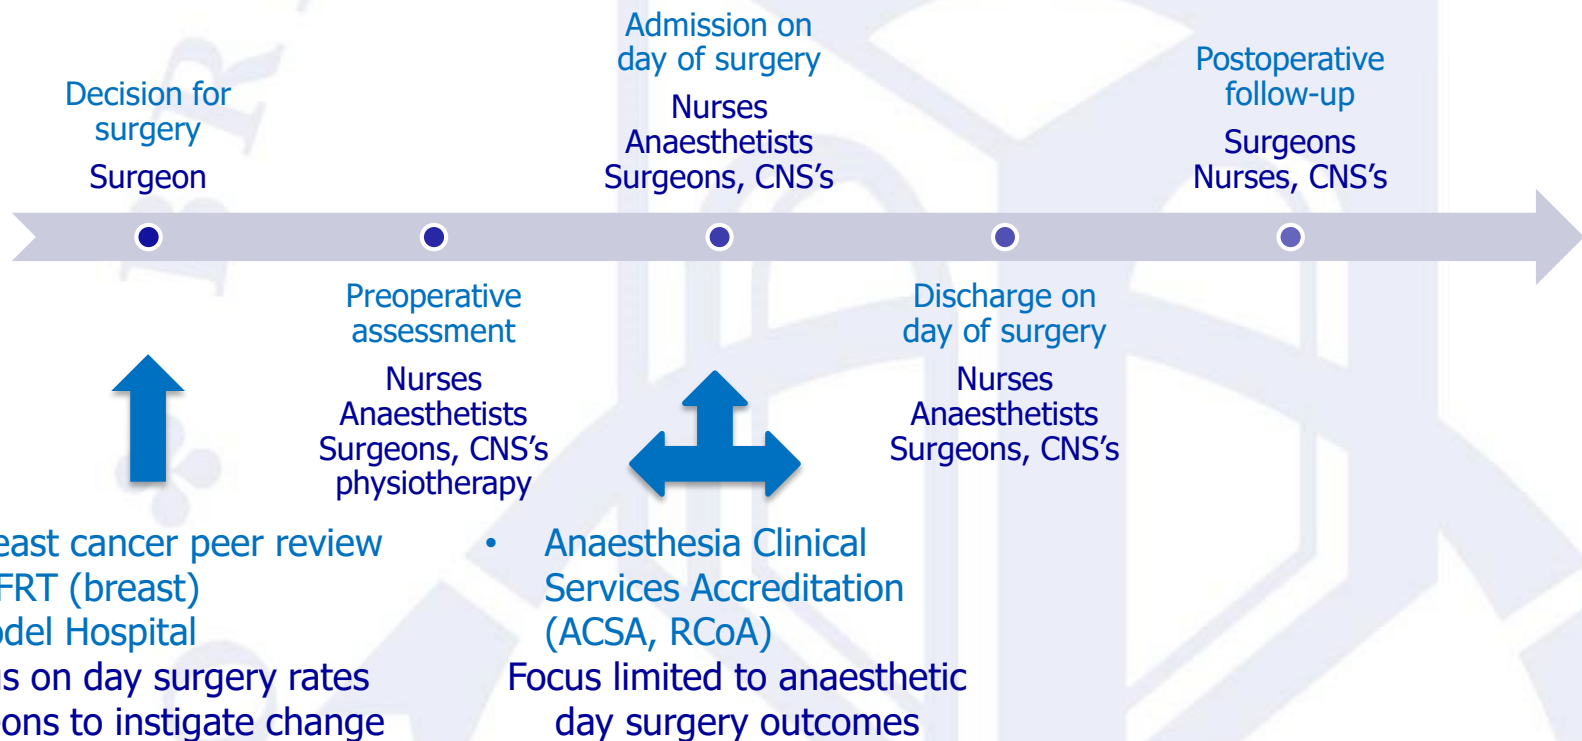 Decision for
surgery
Surgeon
Admission on
day of surgery
Nurses
Anaesthetists
Surgeons, CNS's
Postoperative
follow-up
Surgeons
Nurses, CNS's
Preoperative
assessment
Nurses
Anaesthetists
Surgeons, CNS's
physiotherapy
Discharge on
day of surgery
Nurses
Anaesthetists
Surgeons, CNS's
east cancer peer review
FRT (breast)
odel Hospital
s on day surgery rates
eons to instigate change
• Anaesthesia Clinical
Services Accreditation
(ACSA, RCoA)
Focus limited to anaesthetic
day surgery outcomes
B R